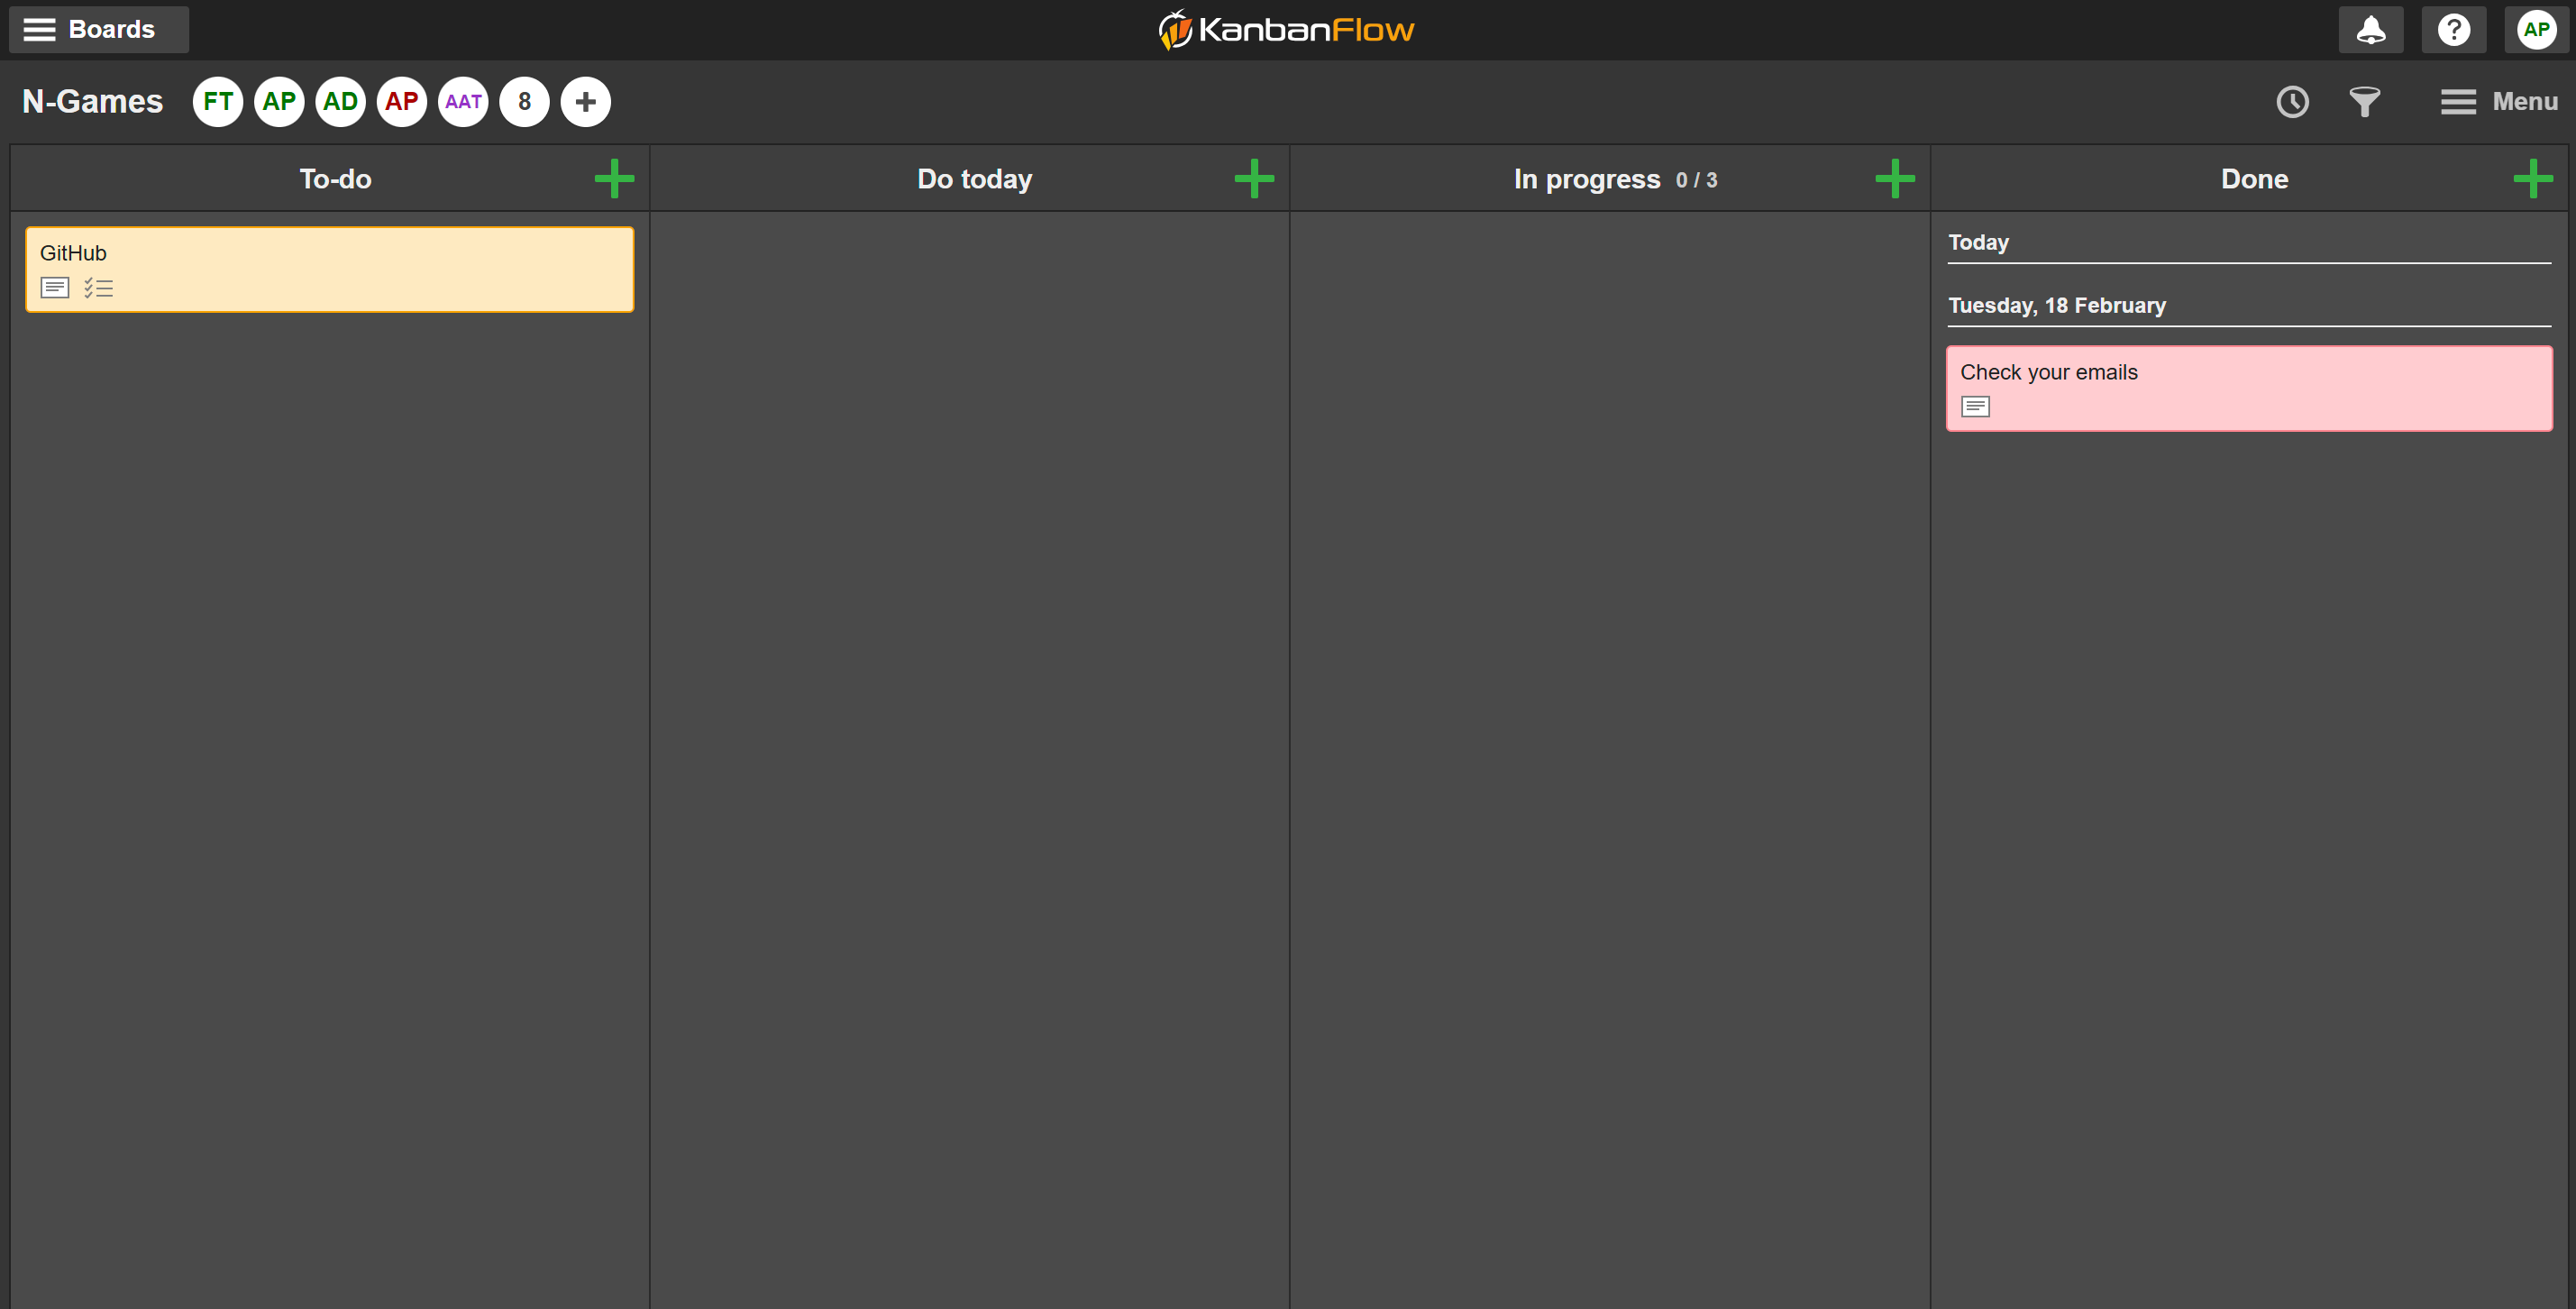 Boards
KanbanFlow
? AP
N-Games FT AP AD AP AAT 8 +
Menu
To-do
Do today
In progress 0 / 3
Done
GitHub
Today
Tuesday, 18 February
Check your emails